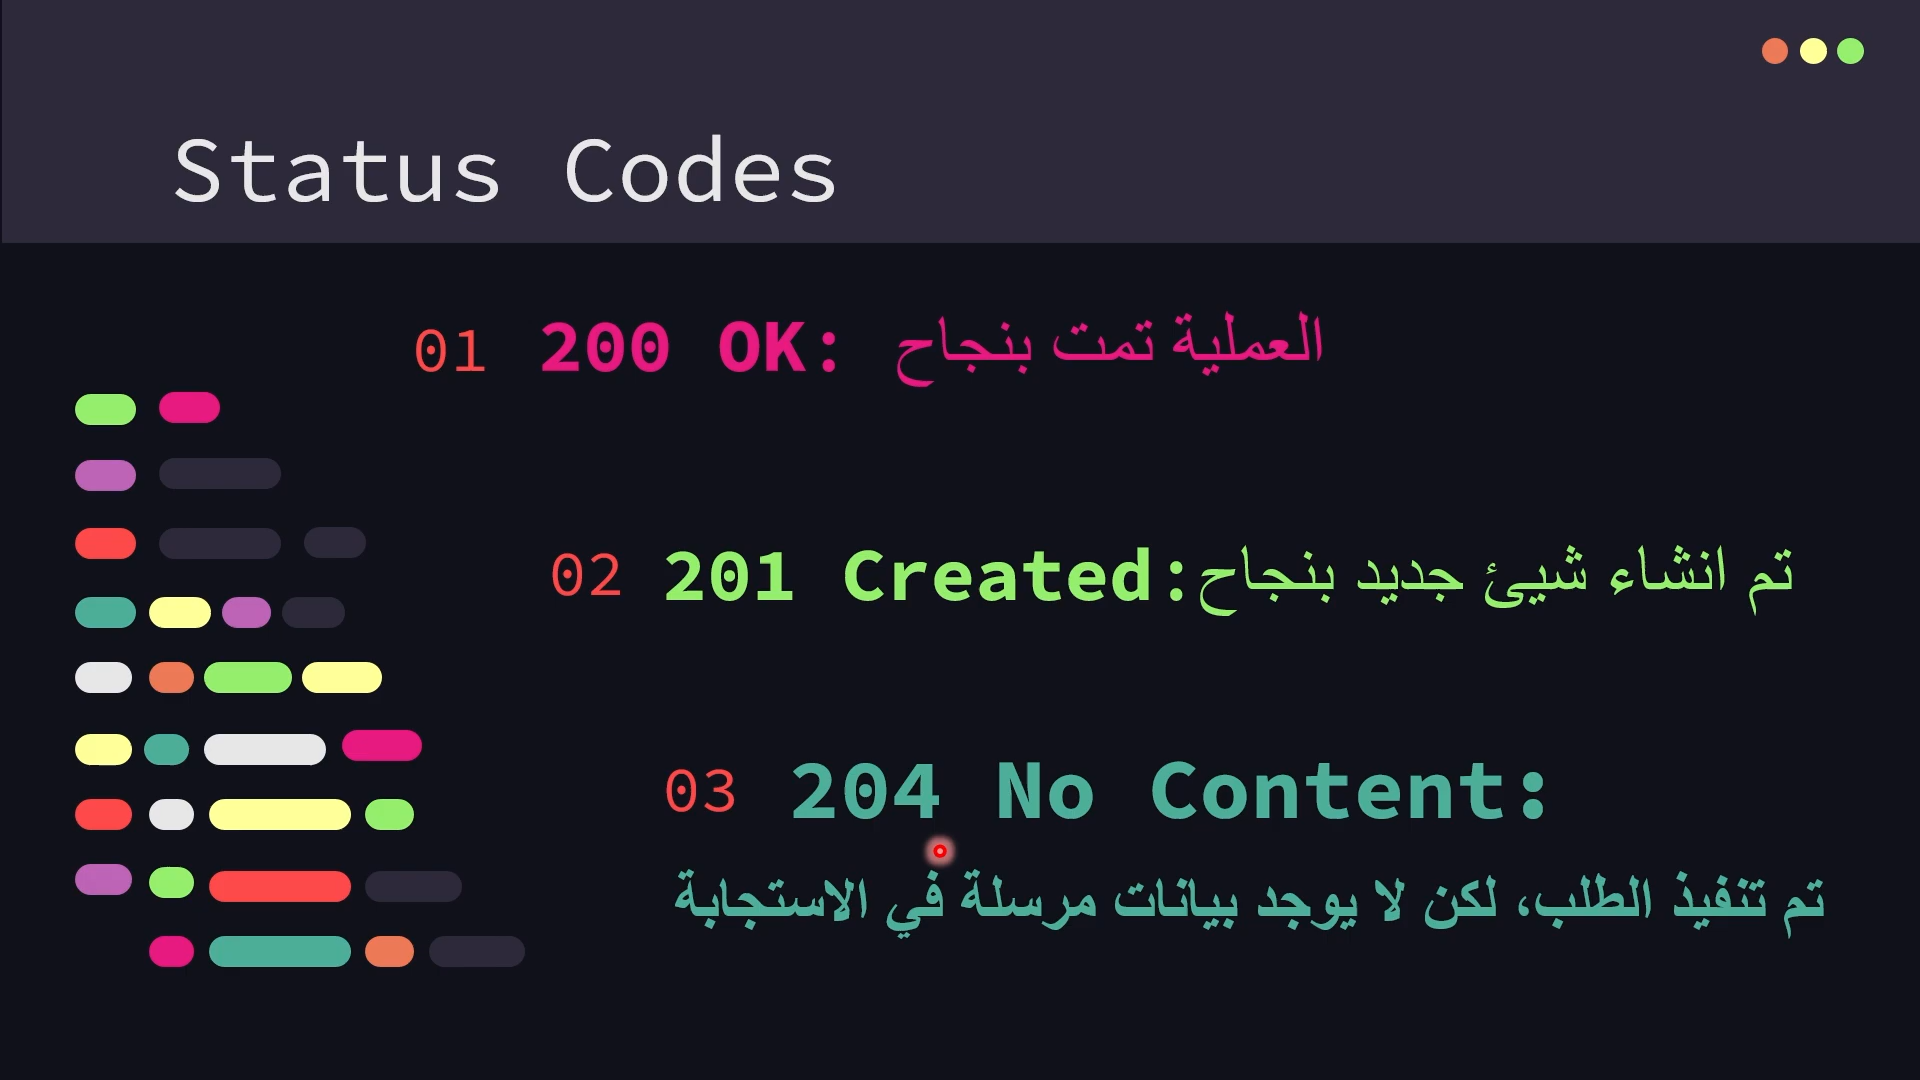 Status Codes
01 200 OK: العملية تمت بنجاح
02 201 Created: تم انشاء شيئ جديد بنجاح
03 204 No Content:
تم تنفيذ الطلب، لكن لا يوجد بيانات مرسلة في الاستجابة